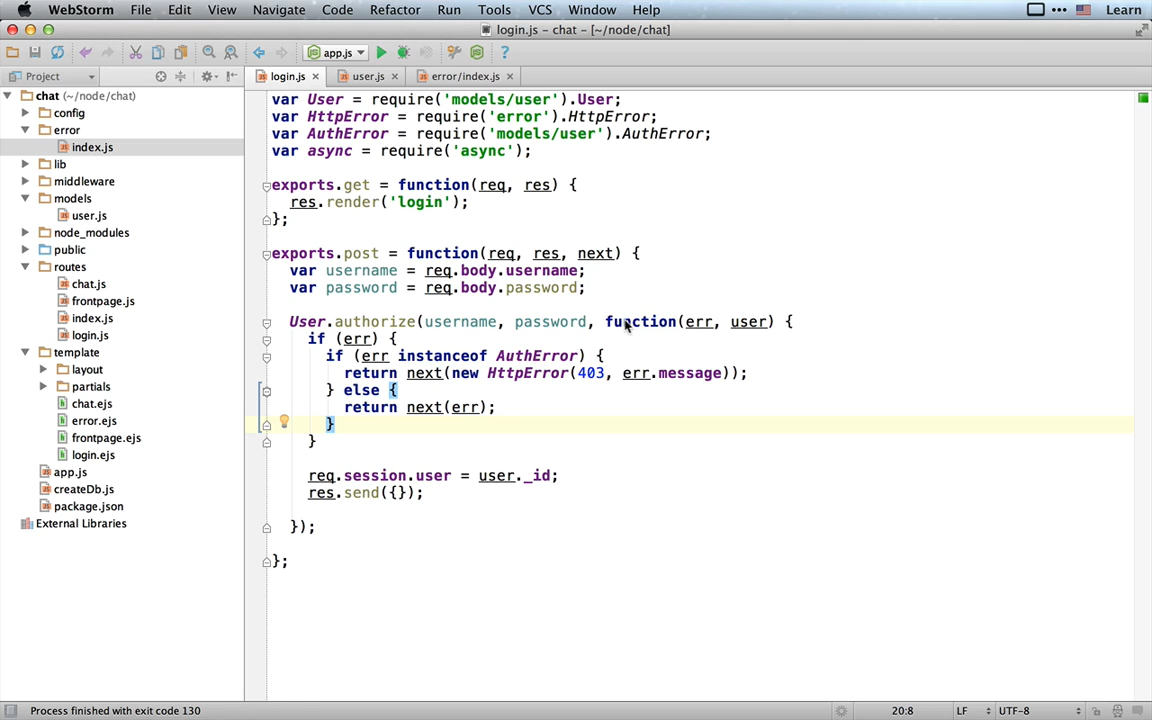 WebStorm File Edit View Navigate Code Refactor Run Tools VCS Window Help Learn
login.js – chat – [~/node/chat]
app.js
Project
login.js user.js error/index.js
chat (~/node/chat)
config
error
index.js
lib
middleware
models
user.js
node_modules
public
routes
chat.js
frontpage.js
index.js
login.js
template
layout
partials
chat.ejs
error.ejs
frontpage.ejs
login.ejs
app.js
createDb.js
package.json
External Libraries
var User = require('models/user').User;
var HttpError = require('error').HttpError;
var AuthError = require('models/user').AuthError;
var async = require('async');
exports.get = function(req, res) {
res.render('login');
};
exports.post = function(req, res, next) {
var username = req.body.username;
var password = req.body.password;
User.authorize(username, password, function(err, user) {
if (err) {
if (err instanceof AuthError) {
return next(new HttpError(403, err.message));
} else {
return next(err);
}
}
req.session.user = user._id;
res.send({});
});
};
Process finished with exit code 130 20:8 LF UTF-8